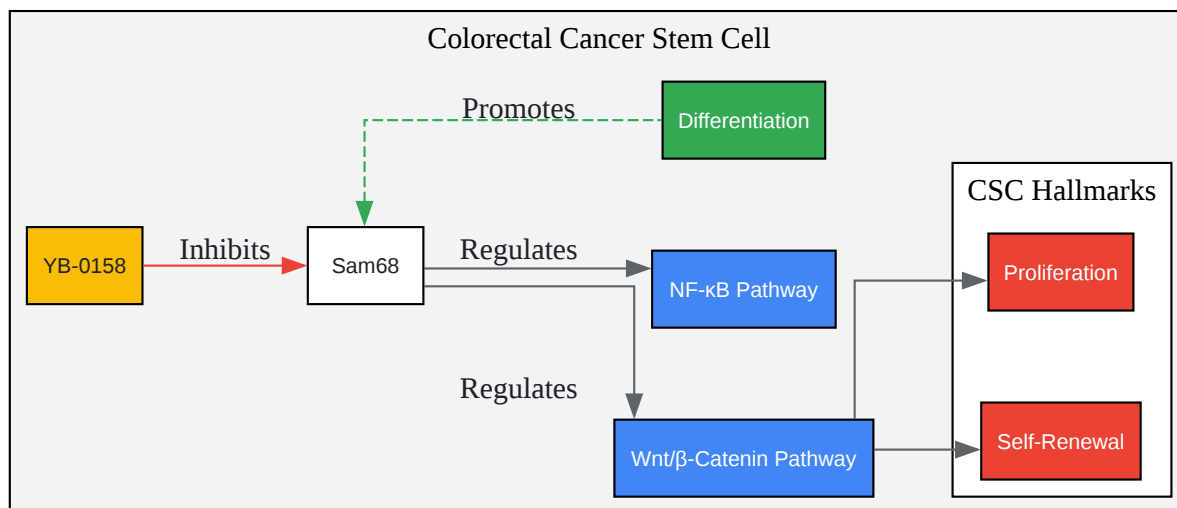 Colorectal Cancer Stem Cell
Promotes
Differentiation
CSC Hallmarks
YB-0158
Inhibits
Sam68
Regulates
NF-κB Pathway
Proliferation
Regulates
Wnt/β-Catenin Pathway
Self-Renewal